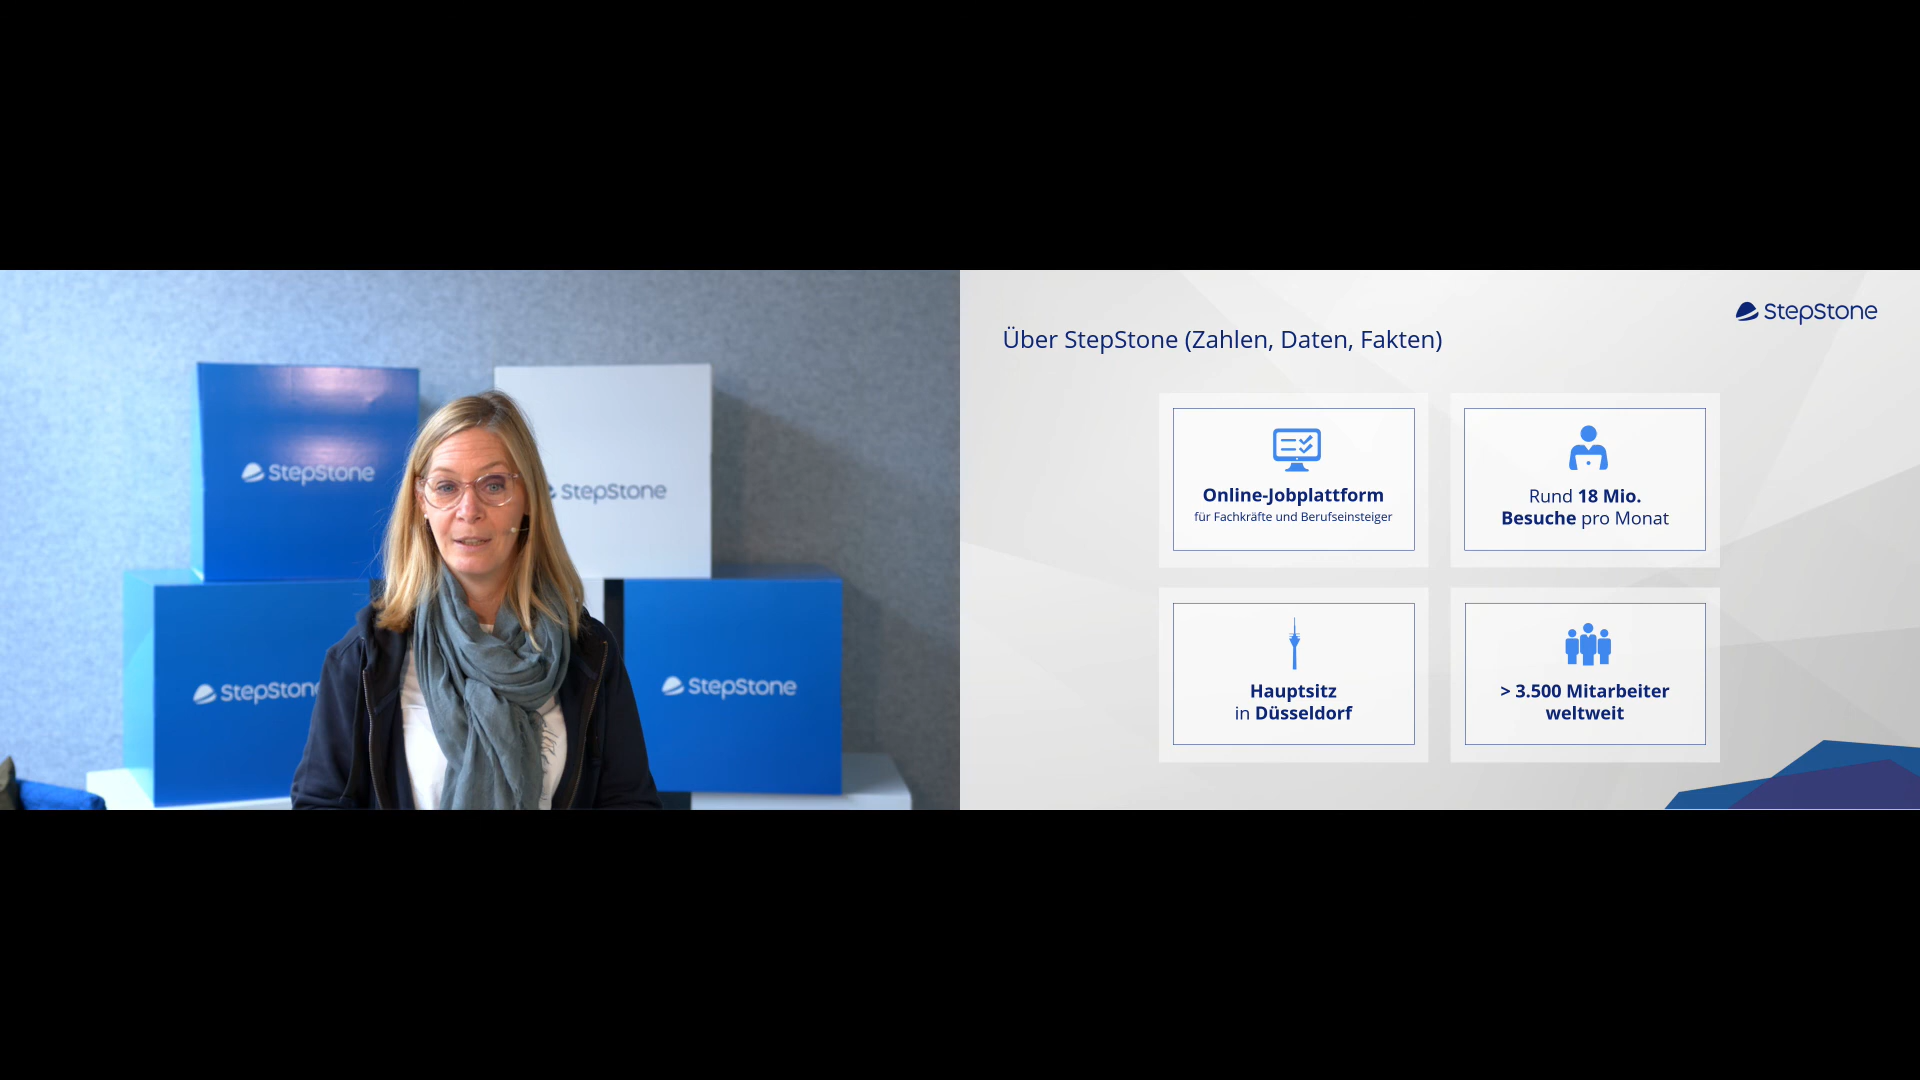 StepStone
StepStone
StepStone
StepStone
StepStone
Über StepStone (Zahlen, Daten, Fakten)
Online-Jobplattform
für Fachkräfte und Berufseinsteiger
Rund 18 Mio.
Besuche pro Monat
Hauptsitz
in Düsseldorf
> 3.500 Mitarbeiter
weltweit